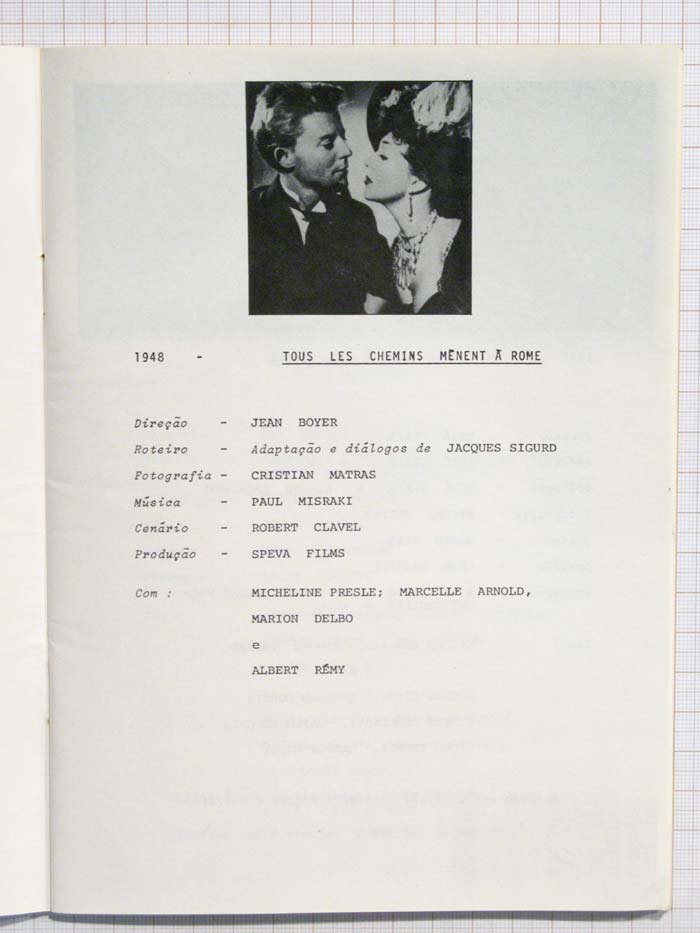 1948 - TOUS LES CHEMINS MÈNENT À ROME
Direção - JEAN BOYER
Roteiro - Adaptação e diálogos de JACQUES SIGURD
Fotografia - CRISTIAN MATRAS
Música - PAUL MISRAKI
Cenário - ROBERT CLAVEL
Produção - SPEVA FILMS
Com : MICHELINE PRESLE; MARCELLE ARNOLD,
MARION DELBO
e
ALBERT RÉMY